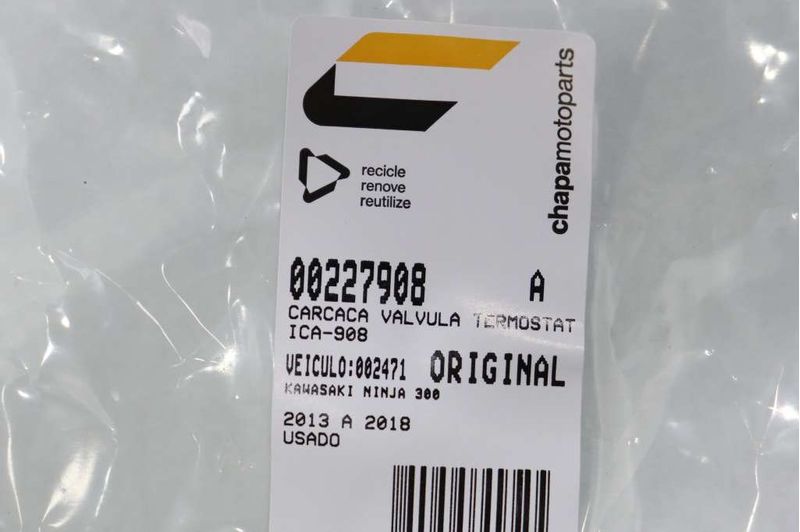 chapamotoparts
recicle
renove
reutilize
00227908 A
CARCACA VALVULA TERMOSTAT
ICA-908
VEICULO:002471 ORIGINAL
KAWASAKI NINJA 300
2013 A 2018
USADO